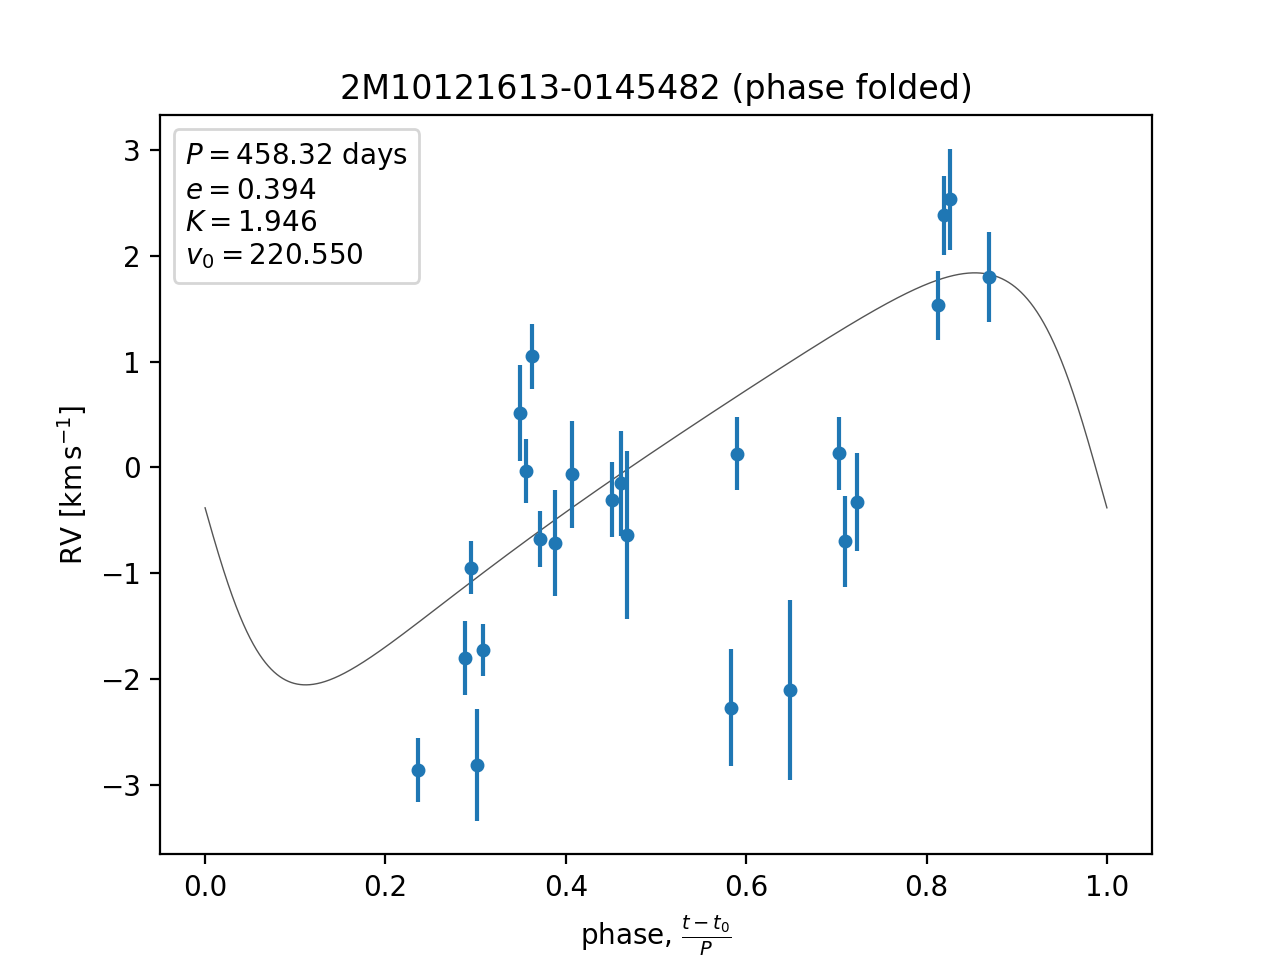 2M10121613-0145482 (phase folded)
P = 458.32 days
e = 0.394
K = 1.946
v₀ = 220.550
3
2
1
0
−1
−2
−3
RV [km s⁻¹]
0.0 0.2 0.4 0.6 0.8 1.0
phase, (t − t₀)/P